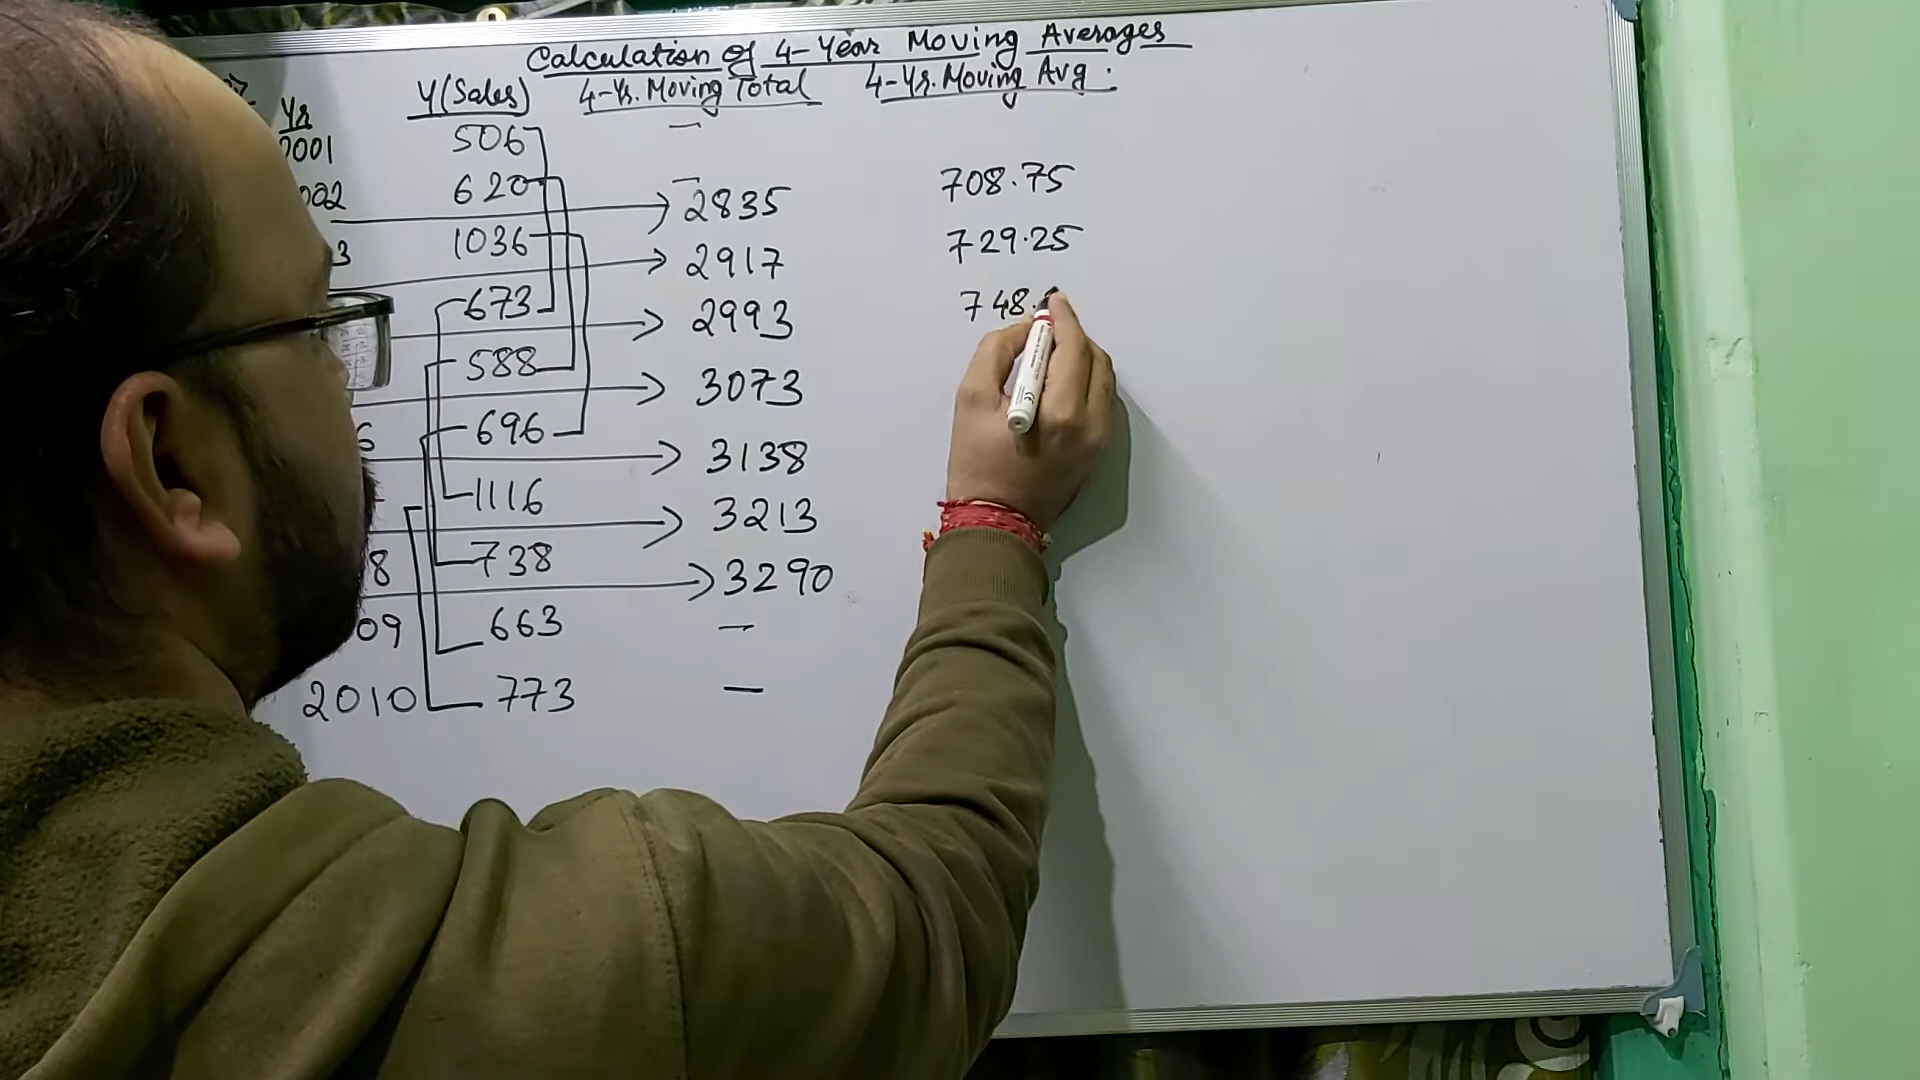 Calculation of 4-Year Moving Averages
Yr Y(Sales) 4-Yr. Moving Total 4-Yr. Moving Avg.
2001 506 —
002 620 —
2835 708.75
3 1036
2917 729.25
673 2993 748.
588 3073
6 696 3138
1116 3213
8 738 3290
09 663 —
2010 773 —